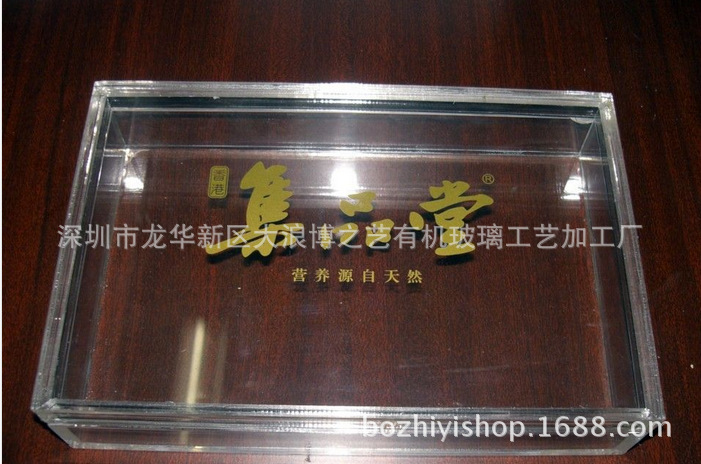 香港
集品堂®
深圳市龙华新区大浪博之艺有机玻璃工艺加工厂
营养源自天然
bozhiyishop.1688.com